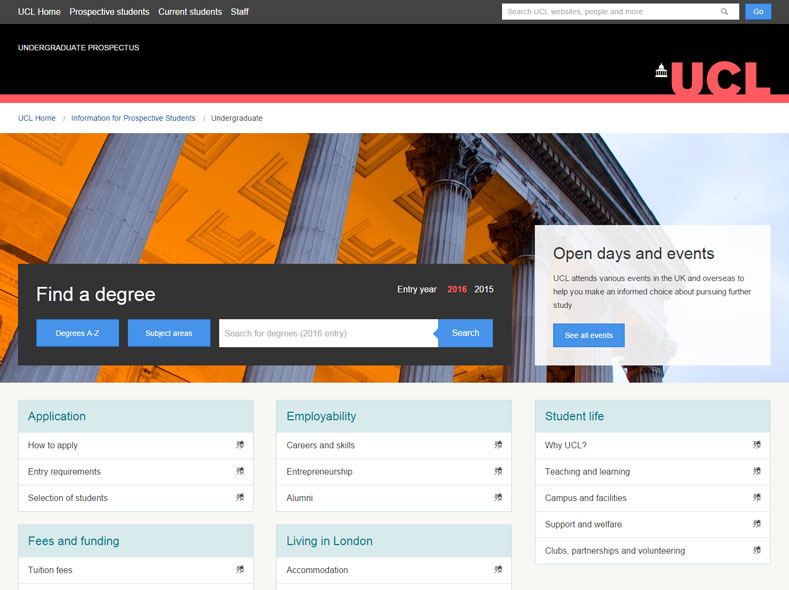 UCL Home Prospective students Current students Staff
Search UCL websites, people and more
Go
UNDERGRADUATE PROSPECTUS
UCL
UCL Home / Information for Prospective Students / Undergraduate
Find a degree
Entry year 2016 2015
Degrees A-Z
Subject areas
Search for degrees (2016 entry)
Search
Open days and events
UCL attends various events in the UK and overseas to
help you make an informed choice about pursuing further
study.
See all events
Application
How to apply
Entry requirements
Selection of students
Employability
Careers and skills
Entrepreneurship
Alumni
Student life
Why UCL?
Teaching and learning
Campus and facilities
Support and welfare
Clubs, partnerships and volunteering
Fees and funding
Tuition fees
Living in London
Accommodation